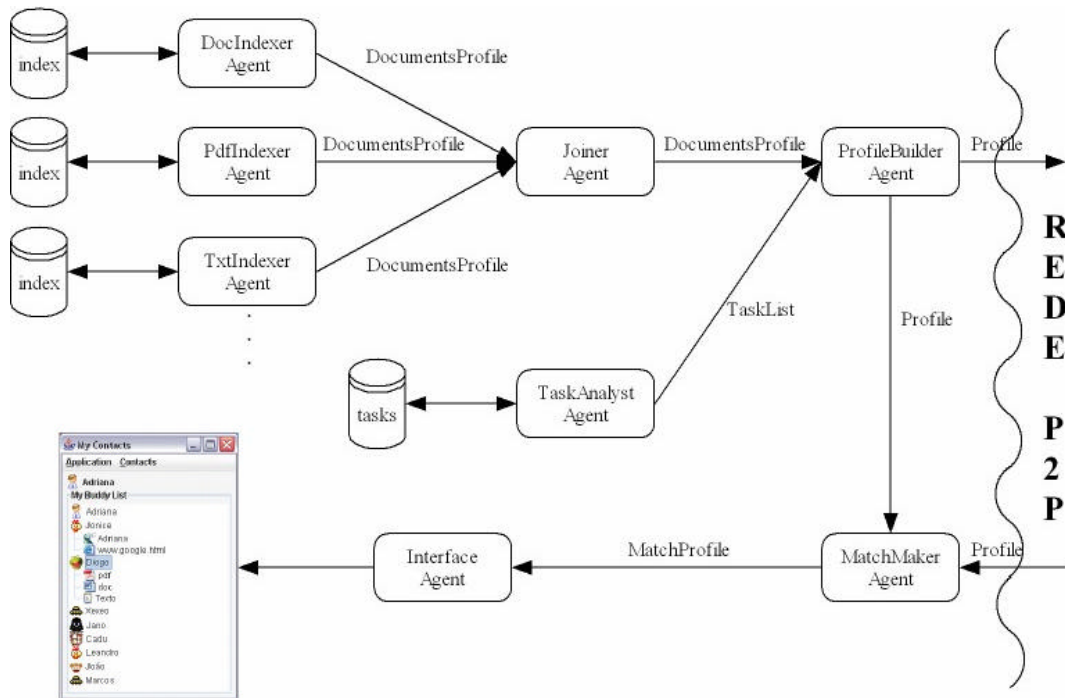 index
DocIndexer
Agent
DocumentsProfile
index
PdfIndexer
Agent
DocumentsProfile
Joiner
Agent
DocumentsProfile
ProfileBuilder
Agent
Profile
index
TxtIndexer
Agent
DocumentsProfile
TaskList
Profile
tasks
TaskAnalyst
Agent
R
E
D
E
P
2
P
My Contacts
Application Contacts
Adriana
My Buddy List
Adriana
Jonice
Adriana
www.google.html
Diogo
pdf
doc
Texto
Xexeo
Jano
Cadu
Leandro
João
Marcos
Interface
Agent
MatchProfile
MatchMaker
Agent
Profile